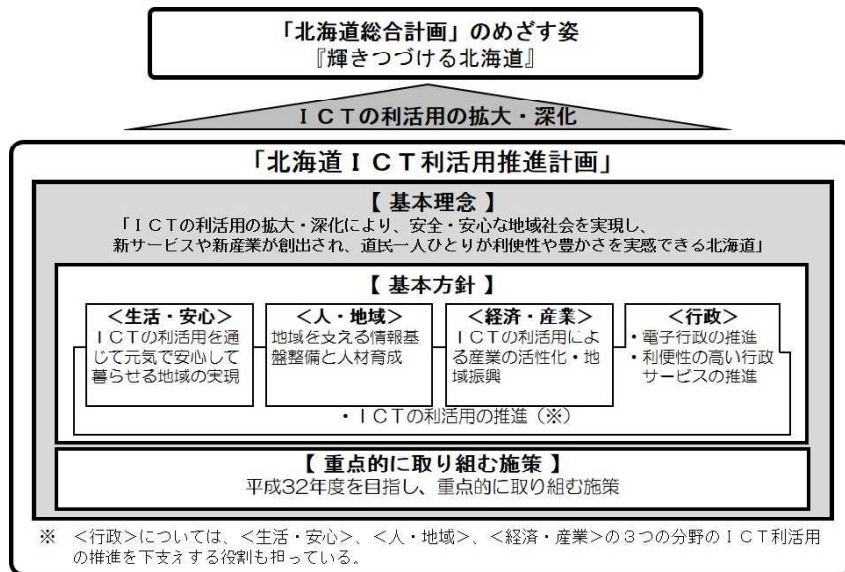 「北海道総合計画」のめざす姿
『輝きつづける北海道』
ＩＣＴの利活用の拡大・深化
「北海道ＩＣＴ利活用推進計画」
【 基本理念 】
「ＩＣＴの利活用の拡大・深化により、安全・安心な地域社会を実現し、
新サービスや新産業が創出され、道民一人ひとりが利便性や豊かさを実感できる北海道」
【 基本方針 】
＜生活・安心＞
ＩＣＴの利活用を通
じて元気で安心して
暮らせる地域の実現
＜人・地域＞
地域を支える情報基
盤整備と人材育成
＜経済・産業＞
ＩＣＴの利活用によ
る産業の活性化・地
域振興
＜行政＞
・電子行政の推進
・利便性の高い行政
サービスの推進
・ＩＣＴの利活用の推進（※）
【 重点的に取り組む施策 】
平成32年度を目指し、重点的に取り組む施策
※　＜行政＞については、＜生活・安心＞、＜人・地域＞、＜経済・産業＞の３つの分野のＩＣＴ利活用
の推進を下支えする役割も担っている。